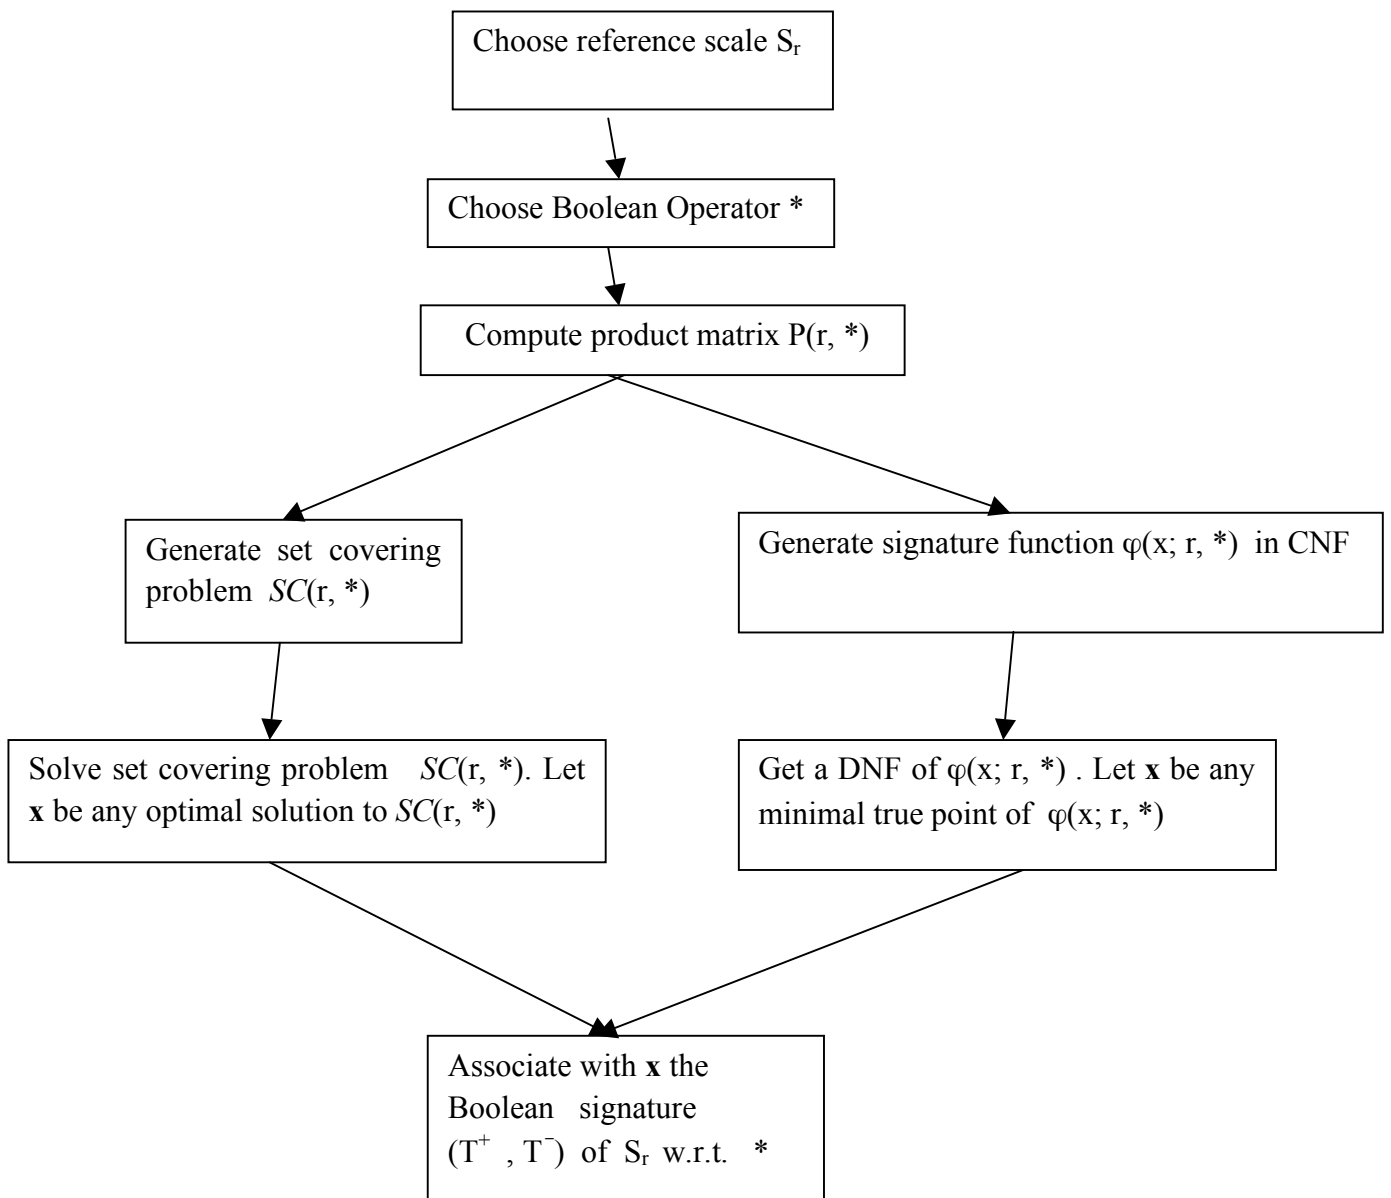 Choose reference scale Sᵣ
Choose Boolean Operator *
Compute product matrix P(r, *)
Generate set covering
problem SC(r, *)
Generate signature function φ(x; r, *) in CNF
Solve set covering problem SC(r, *). Let
x be any optimal solution to SC(r, *)
Get a DNF of φ(x; r, *) . Let x be any
minimal true point of φ(x; r, *)
Associate with x the
Boolean signature
(T⁺ , T⁻) of Sᵣ w.r.t. *